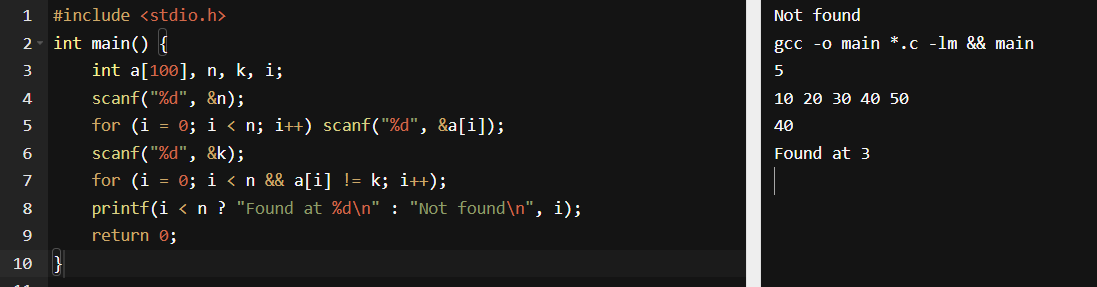 1 #include <stdio.h>
2 int main() {
3 int a[100], n, k, i;
4 scanf("%d", &n);
5 for (i = 0; i < n; i++) scanf("%d", &a[i]);
6 scanf("%d", &k);
7 for (i = 0; i < n && a[i] != k; i++);
8 printf(i < n ? "Found at %d\n" : "Not found\n", i);
9 return 0;
10 }
Not found
gcc -o main *.c -lm && main
5
10 20 30 40 50
40
Found at 3